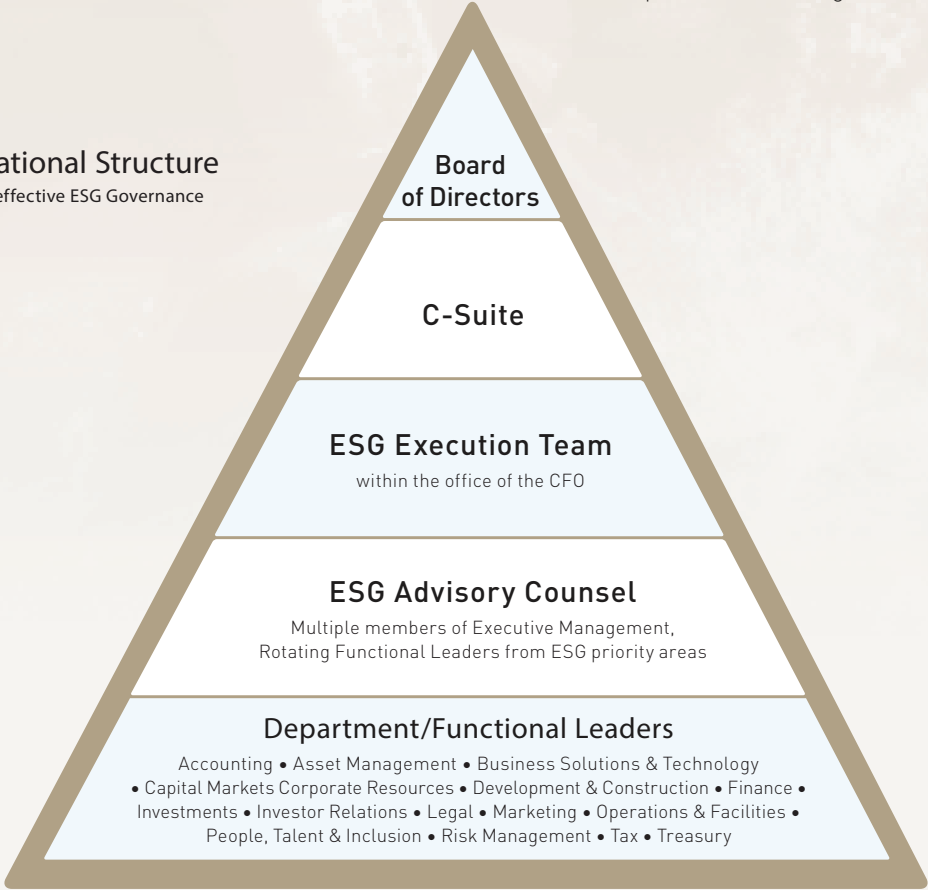 ational Structure
effective ESG Governance
Board
of Directors
C-Suite
ESG Execution Team
within the office of the CFO
ESG Advisory Counsel
Multiple members of Executive Management,
Rotating Functional Leaders from ESG priority areas
Department/Functional Leaders
Accounting • Asset Management • Business Solutions & Technology
• Capital Markets Corporate Resources • Development & Construction • Finance •
Investments • Investor Relations • Legal • Marketing • Operations & Facilities •
People, Talent & Inclusion • Risk Management • Tax • Treasury